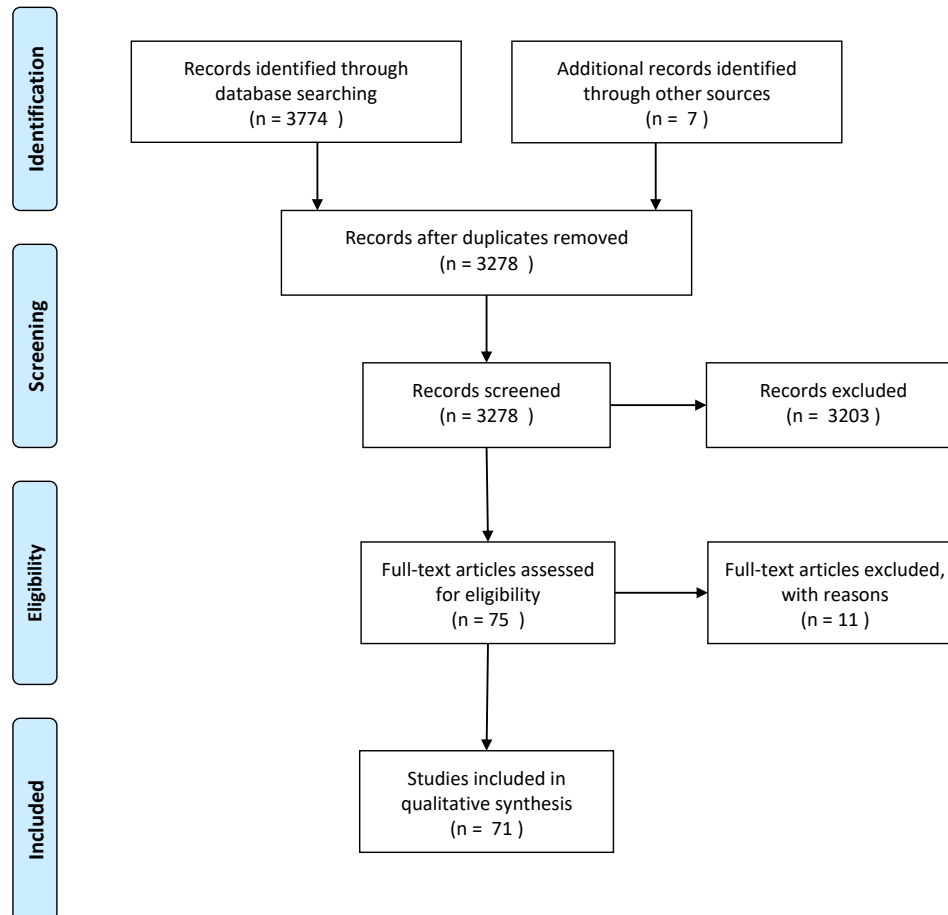 Identification
Records identified through
database searching
(n = 3774  )
Additional records identified
through other sources
(n =  7 )
Records after duplicates removed
(n = 3278  )
Screening
Records screened
(n = 3278  )
Records excluded
(n =  3203 )
Eligibility
Full-text articles assessed
for eligibility
(n = 75  )
Full-text articles excluded,
with reasons
(n = 11 )
Included
Studies included in
qualitative synthesis
(n =  71 )